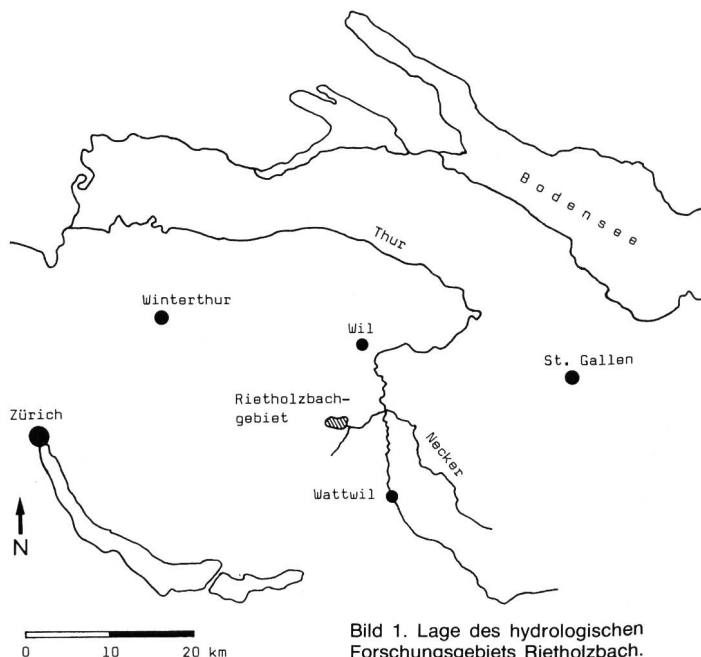 Bodensee
Thur
Winterthur
Wil
St. Gallen
Rietholzbach-
gebiet
Zürich
Necker
Wattwil
N
0 10 20 km
Bild 1. Lage des hydrologischen
Forschungsgebiets Rietholzbach.